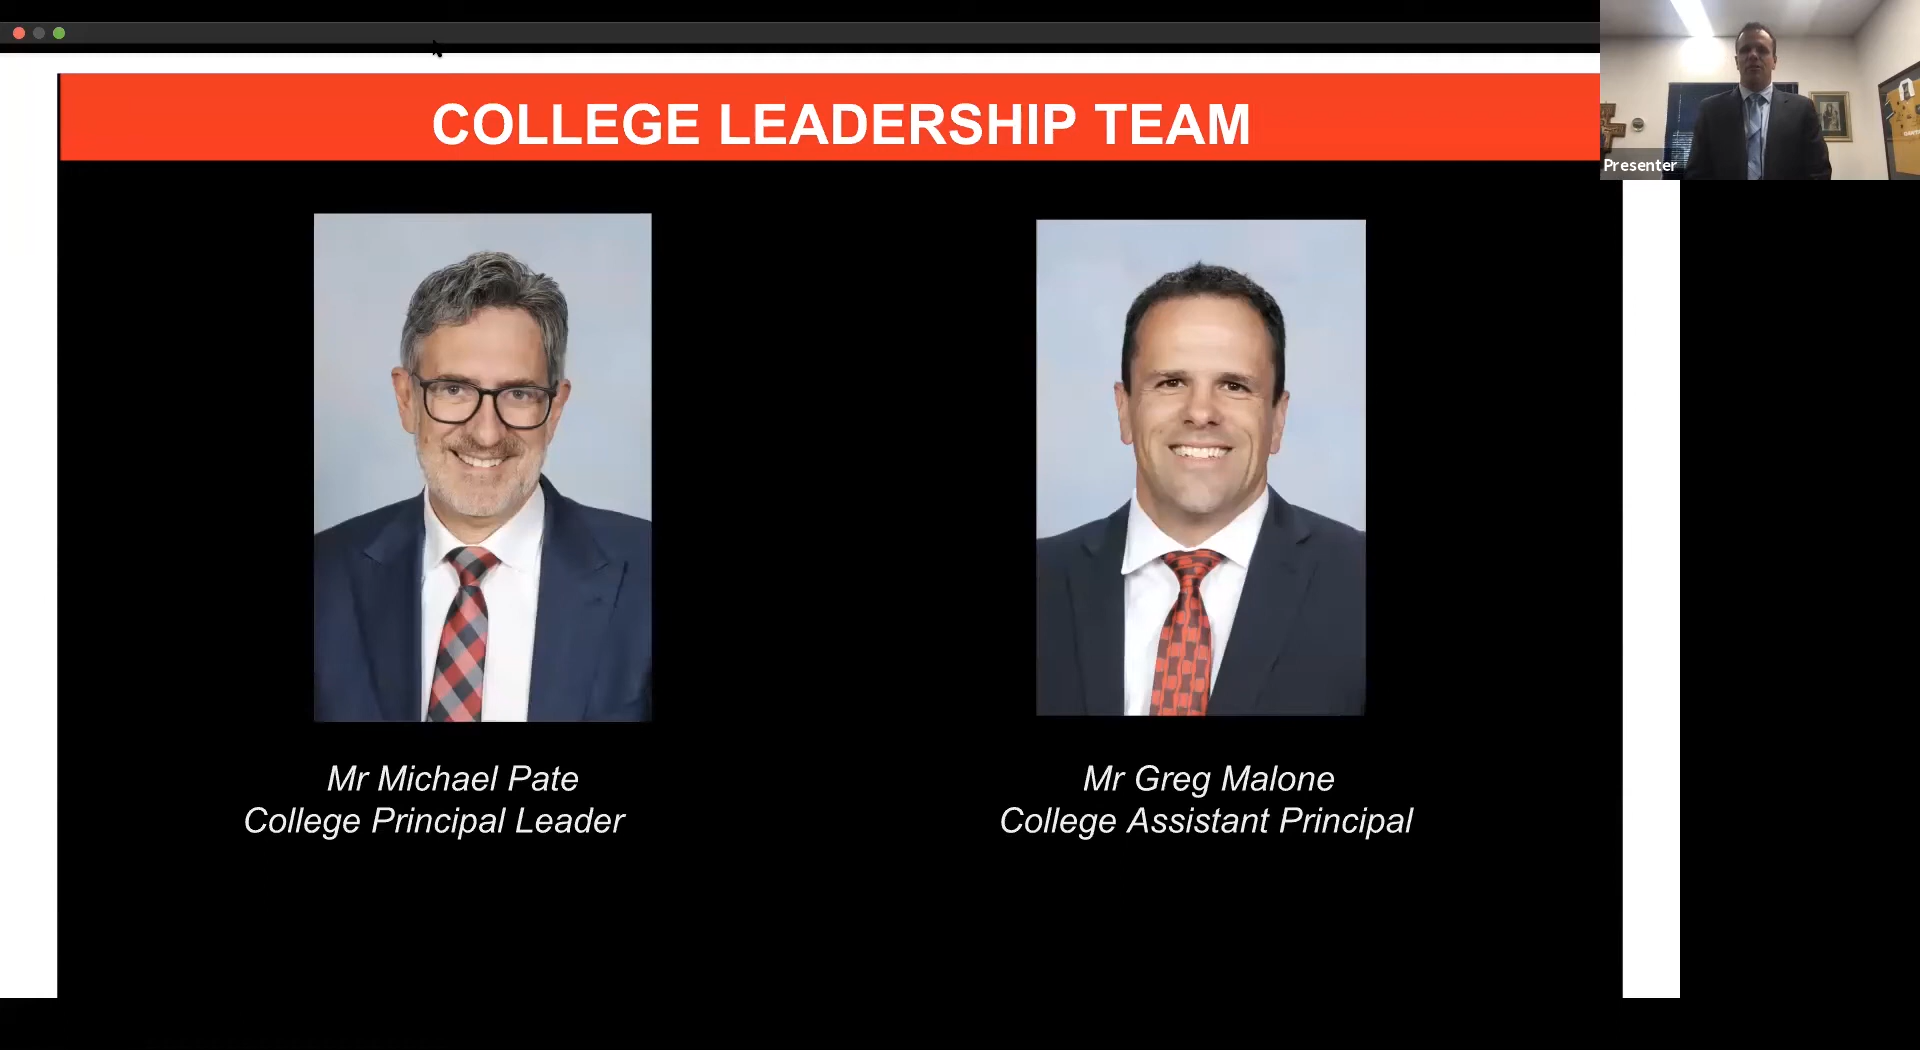 COLLEGE LEADERSHIP TEAM
Presenter
Mr Michael Pate
College Principal Leader
Mr Greg Malone
College Assistant Principal